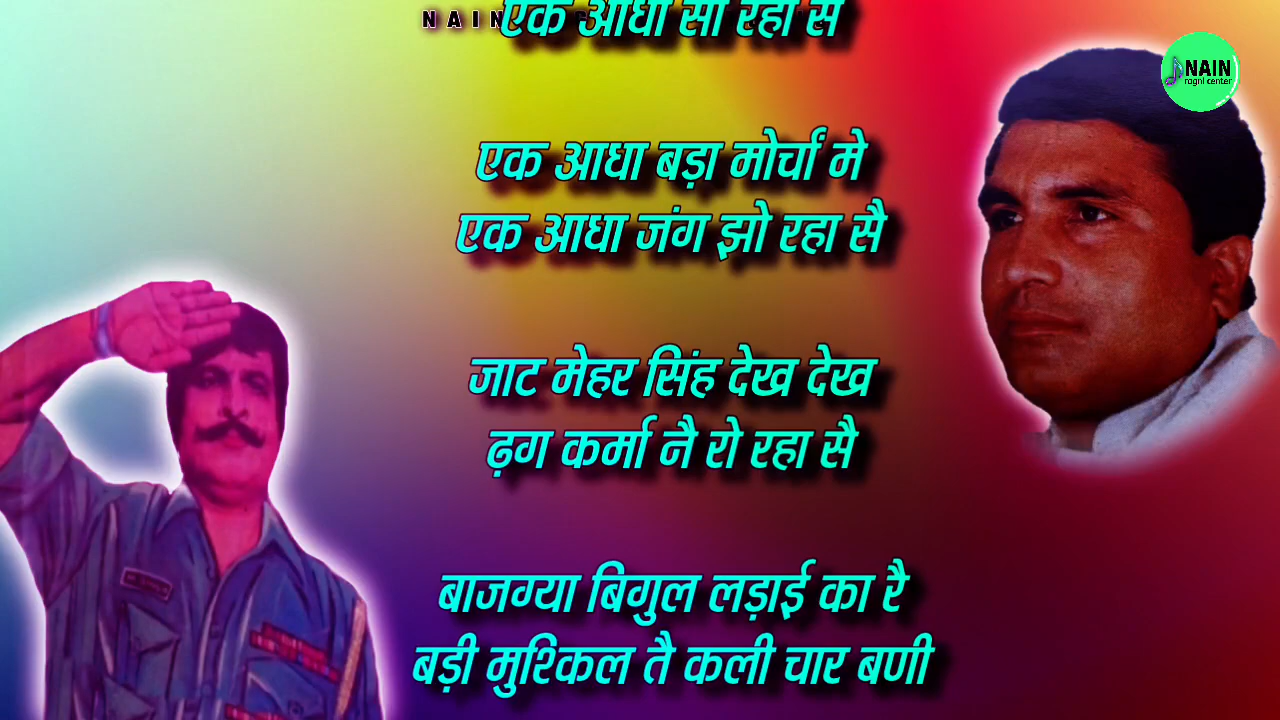 NAIN
एक आधा सो रहा सै
एक आधा बड़ा मोर्चां मे
एक आधा जंग झो रहा सै
जाट मेहर सिंह देख देख
ढ़ग कर्मा नै रो रहा सै
बाजग्या बिगुल लड़ाई का रै
बड़ी मुश्किल तै कली चार बणी
NAIN
ragni center